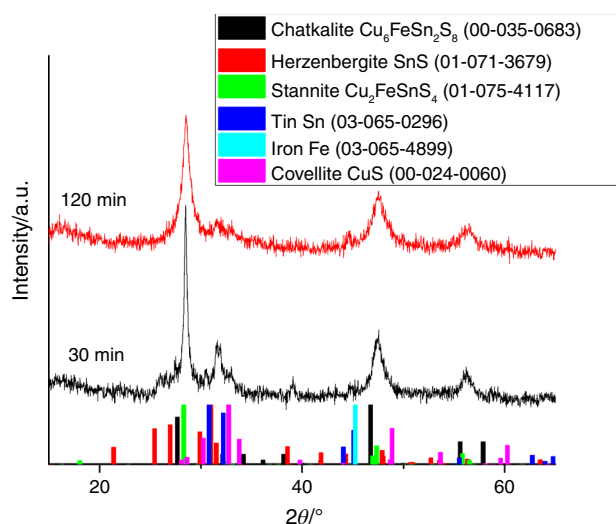 Chatkalite Cu₆FeSn₂S₈ (00-035-0683)
Herzenbergite SnS (01-071-3679)
Stannite Cu₂FeSnS₄ (01-075-4117)
Tin Sn (03-065-0296)
Iron Fe (03-065-4899)
Covellite CuS (00-024-0060)
120 min
30 min
Intensity/a.u.
20 40 60
2θ/°